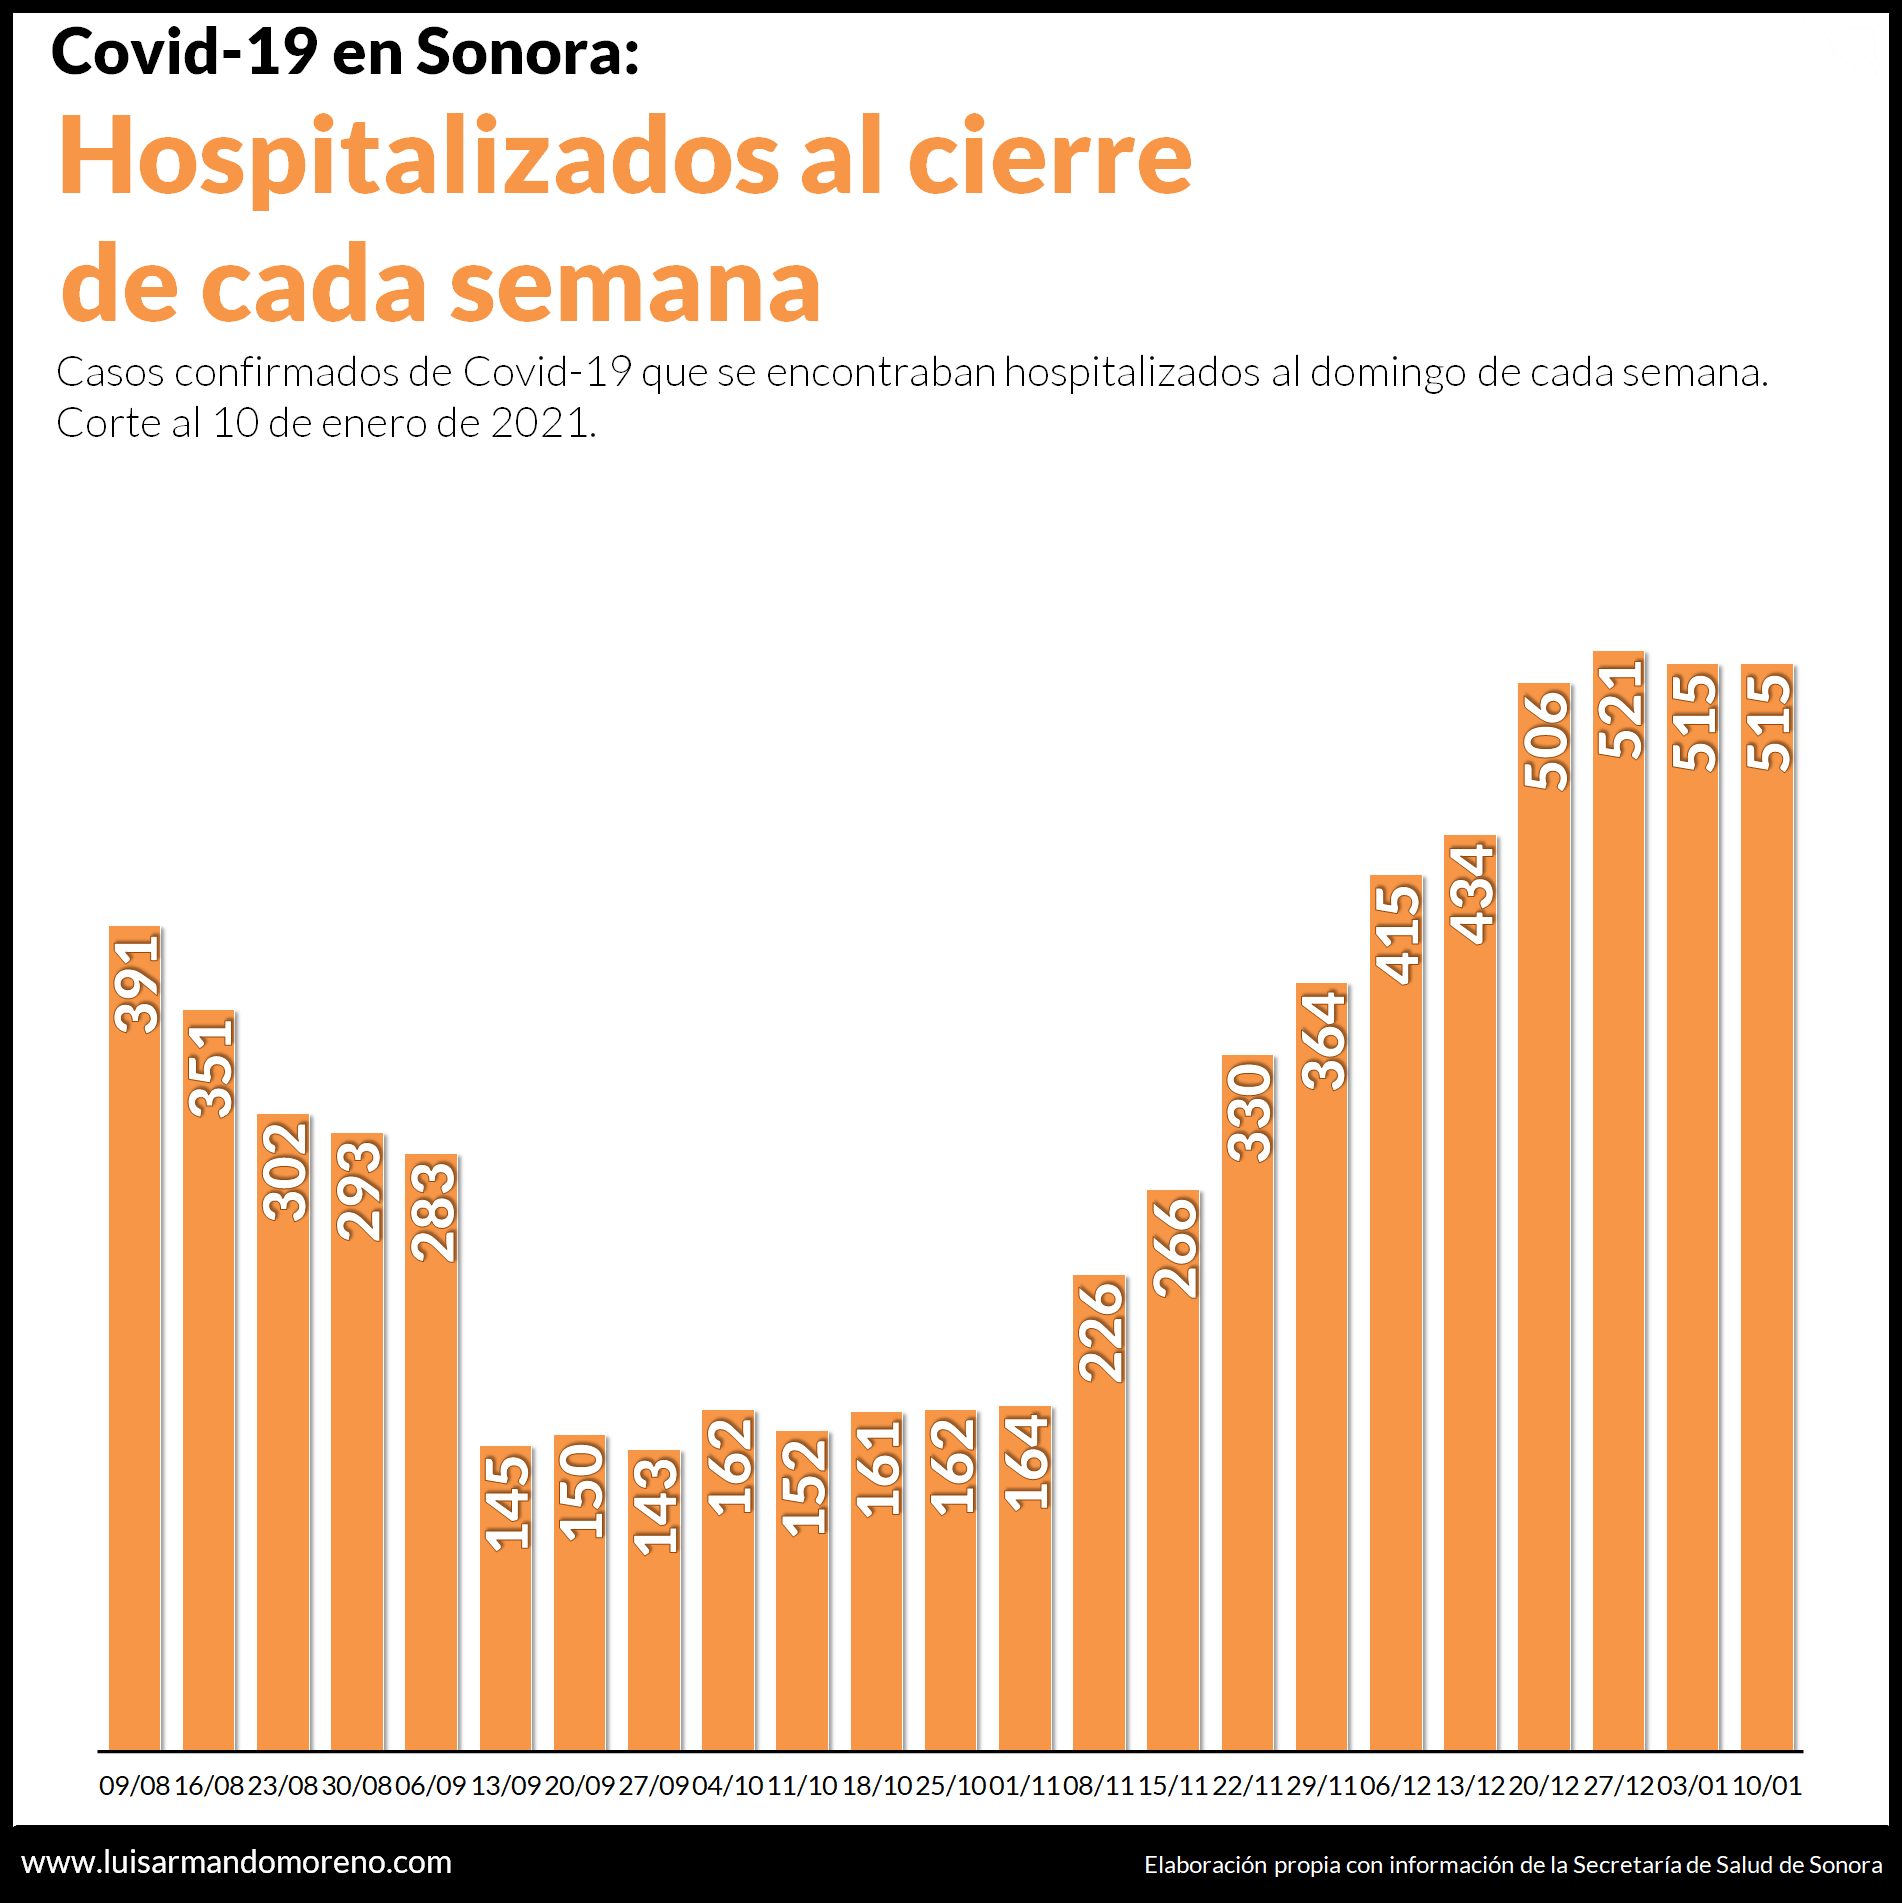 Covid-19 en Sonora:
Hospitalizados al cierre
de cada semana
Casos confirmados de Covid-19 que se encontraban hospitalizados al domingo de cada semana.
Corte al 10 de enero de 2021.
391
351
302
293
283
145
150
143
162
152
161
162
164
226
266
330
364
415
434
506
521
515
515
09/08 16/08 23/08 30/08 06/09 13/09 20/09 27/09 04/10 11/10 18/10 25/10 01/11 08/11 15/11 22/11 29/11 06/12 13/12 20/12 27/12 03/01 10/01
www.luisarmandomoreno.com
Elaboración propia con información de la Secretaría de Salud de Sonora